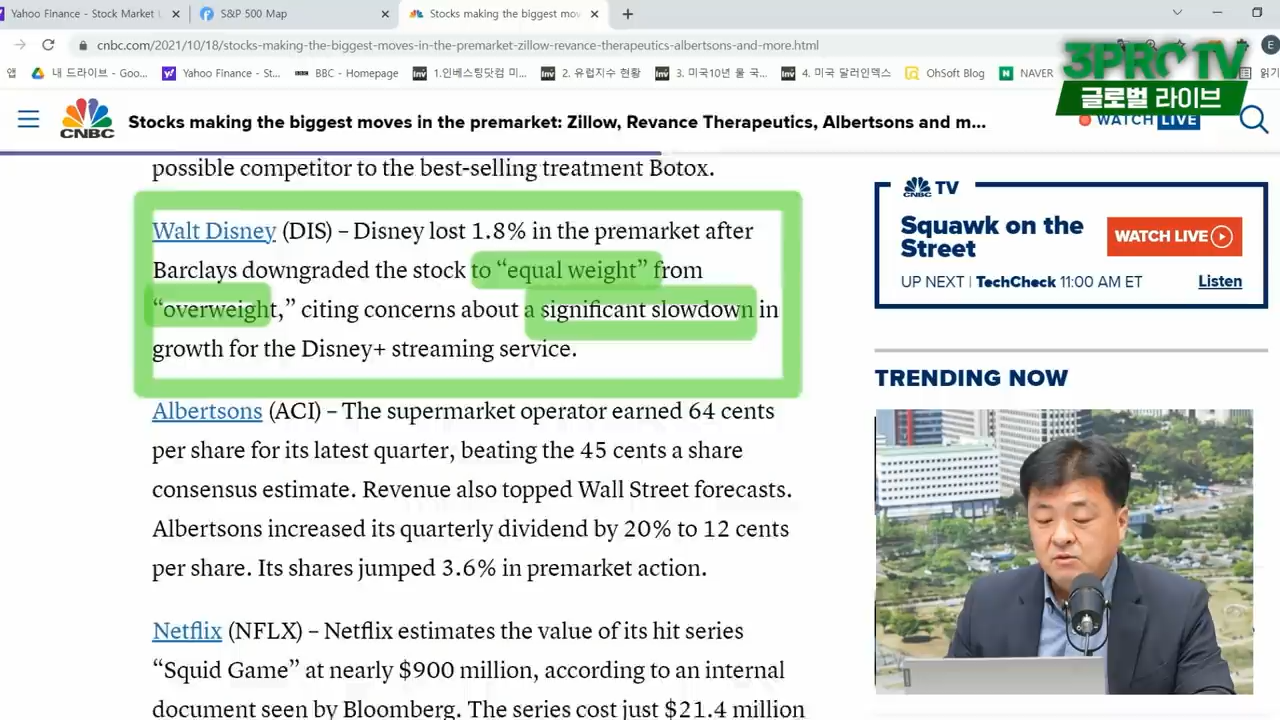 Yahoo Finance - Stock Market
S&P 500 Map
Stocks making the biggest mov
cnbc.com/2021/10/18/stocks-making-the-biggest-moves-in-the-premarket-zillow-revance-therapeutics-albertsons-and-more.html
E
앱
내 드라이브 - Goo...
Yahoo Finance - St...
BBC - Homepage
1.인베스팅닷컴 미...
2. 유럽지수 현황
3. 미국10년 물 국...
4. 미국 달러인덱스
OhSoft Blog
NAVER
읽기
3PRO TV
글로벌 라이브
CNBC
Stocks making the biggest moves in the premarket: Zillow, Revance Therapeutics, Albertsons and m...
WATCH LIVE
possible competitor to the best-selling treatment Botox.
Walt Disney (DIS) – Disney lost 1.8% in the premarket after
Barclays downgraded the stock to “equal weight” from
“overweight,” citing concerns about a significant slowdown in
growth for the Disney+ streaming service.
Albertsons (ACI) – The supermarket operator earned 64 cents
per share for its latest quarter, beating the 45 cents a share
consensus estimate. Revenue also topped Wall Street forecasts.
Albertsons increased its quarterly dividend by 20% to 12 cents
per share. Its shares jumped 3.6% in premarket action.
Netflix (NFLX) – Netflix estimates the value of its hit series
“Squid Game” at nearly $900 million, according to an internal
document seen by Bloomberg. The series cost just $21.4 million
TV
Squawk on the
Street
WATCH LIVE
UP NEXT | TechCheck 11:00 AM ET
Listen
TRENDING NOW